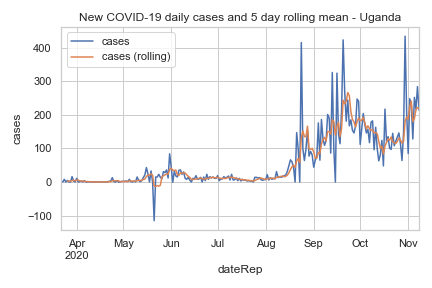 New COVID-19 daily cases and 5 day rolling mean - Uganda
cases
cases (rolling)
400
300
200
100
0
−100
cases
Apr
2020
May
Jun
Jul
Aug
Sep
Oct
Nov
dateRep